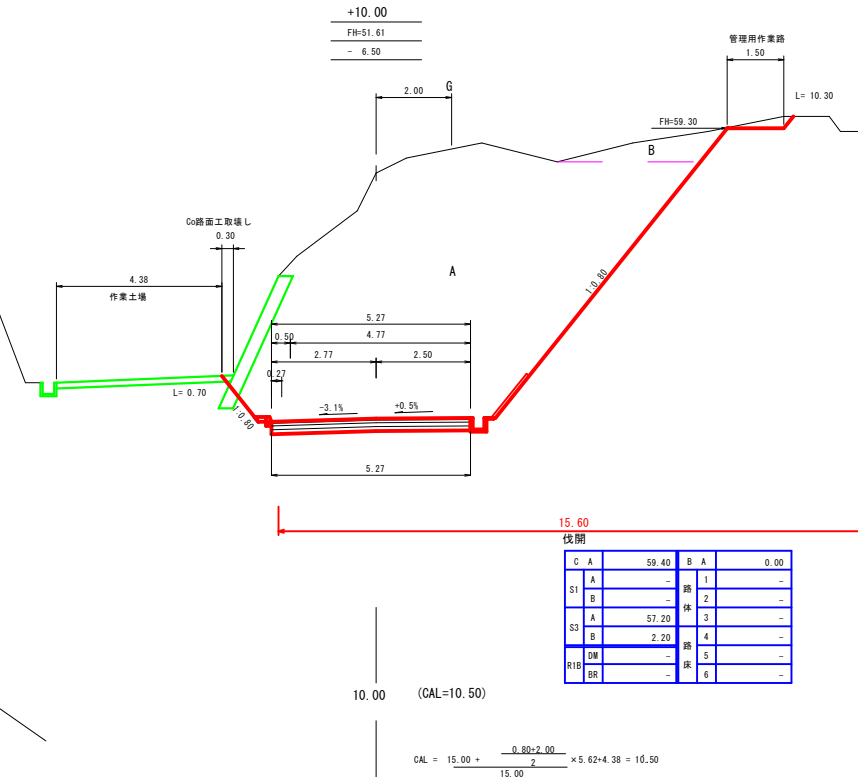 +10.00
FH=51.61
- 6.50
管理用作業路
1.50
2.00
G
L= 10.30
FH=59.30
B
Co路面工取壊し
0.30
A
1:0.80
4.38
作業土場
5.27
0.50
4.77
2.77
2.50
0.27
L= 0.70
1:0.80
-3.1%
+0.5%
5.27
15.60
伐開
C A 59.40 B A 0.00
S1 A - 路体 1 -
B - 2 -
S3 A 57.20 3 -
B 2.20 路床 4 -
R1B DM - 5 -
BR - 6 -
10.00 (CAL=10.50)
0.80+2.00
CAL = 15.00 + 2 ×5.62+4.38 = 10.50
15.00